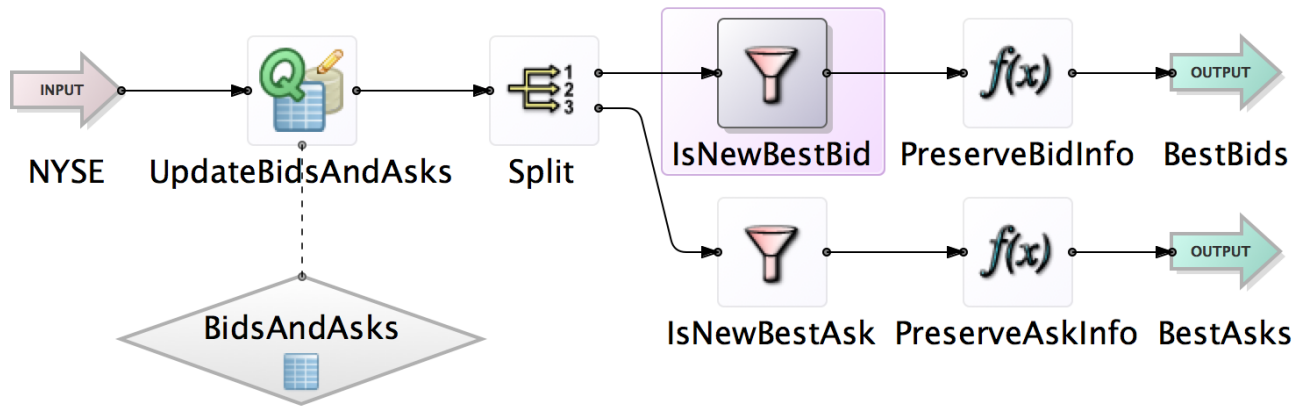 INPUT
NYSE
Q
UpdateBidsAndAsks
BidsAndAsks
1
2
3
Split
IsNewBestBid
f(x)
PreserveBidInfo
OUTPUT
BestBids
IsNewBestAsk
f(x)
PreserveAskInfo
OUTPUT
BestAsks